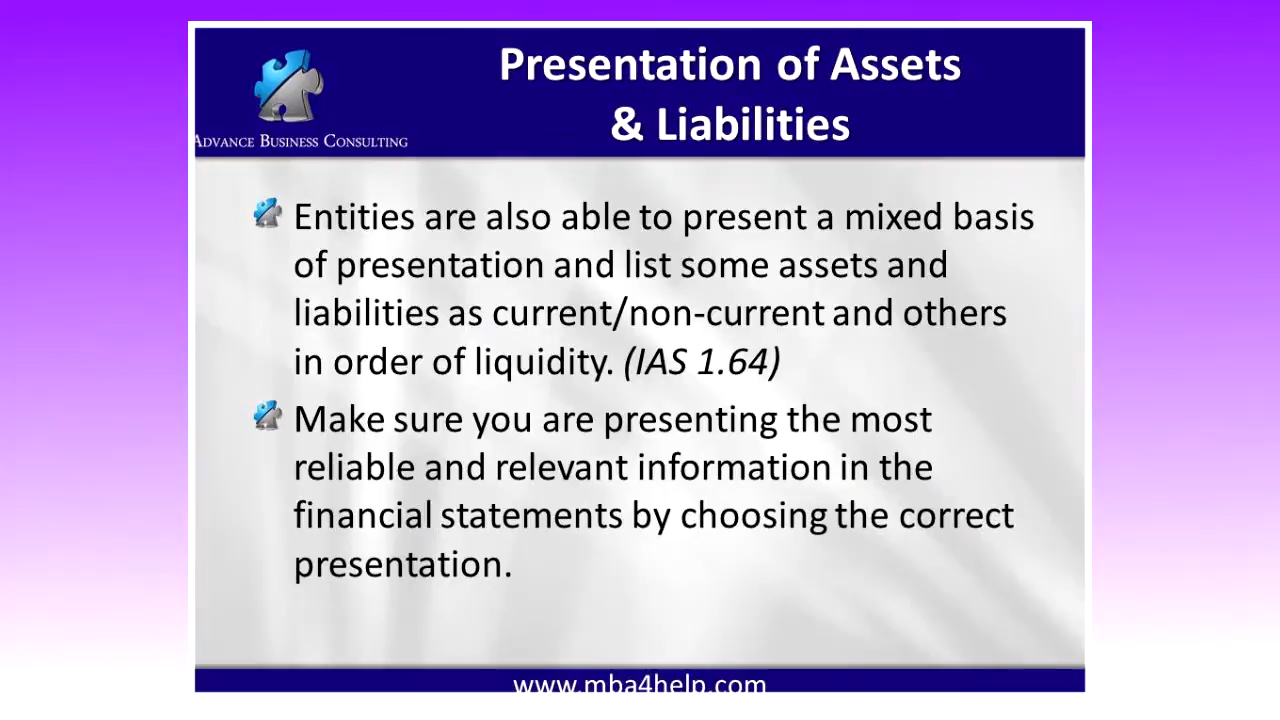 Presentation of Assets
& Liabilities
ADVANCE BUSINESS CONSULTING
Entities are also able to present a mixed basis
of presentation and list some assets and
liabilities as current/non-current and others
in order of liquidity. (IAS 1.64)
Make sure you are presenting the most
reliable and relevant information in the
financial statements by choosing the correct
presentation.
www.mba4help.com